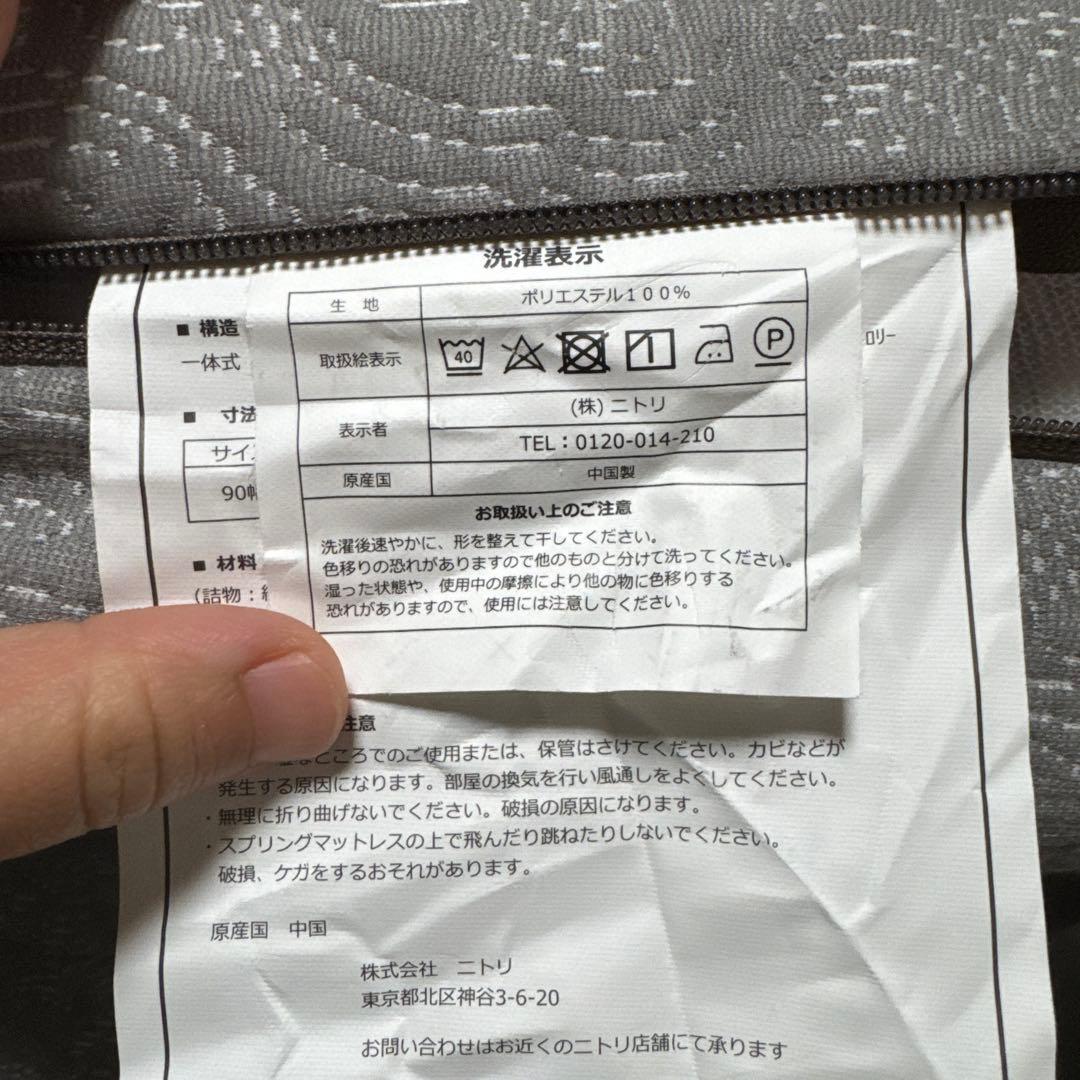 洗濯表示
生 地 ポリエステル100%
取扱絵表示 40 P
表示者 (株)ニトリ
TEL:0120-014-210
原産国 中国製
お取扱い上のご注意
洗濯後速やかに、形を整えて干してください。
色移りの恐れがありますので他のものと分けて洗ってください。
湿った状態や、使用中の摩擦により他の物に色移りする
恐れがありますので、使用には注意してください。
■ 構造
一体式
■ 寸法
サイ
90幅
■ 材料
(詰物:
ロリー
注意
なところでのご使用または、保管はさけてください。カビなどが
発生する原因になります。部屋の換気を行い風通しをよくしてください。
・無理に折り曲げないでください。破損の原因になります。
・スプリングマットレスの上で飛んだり跳ねたりしないでください。
破損、ケガをするおそれがあります。
原産国 中国
株式会社 ニトリ
東京都北区神谷3-6-20
お問い合わせはお近くのニトリ店舗にて承ります